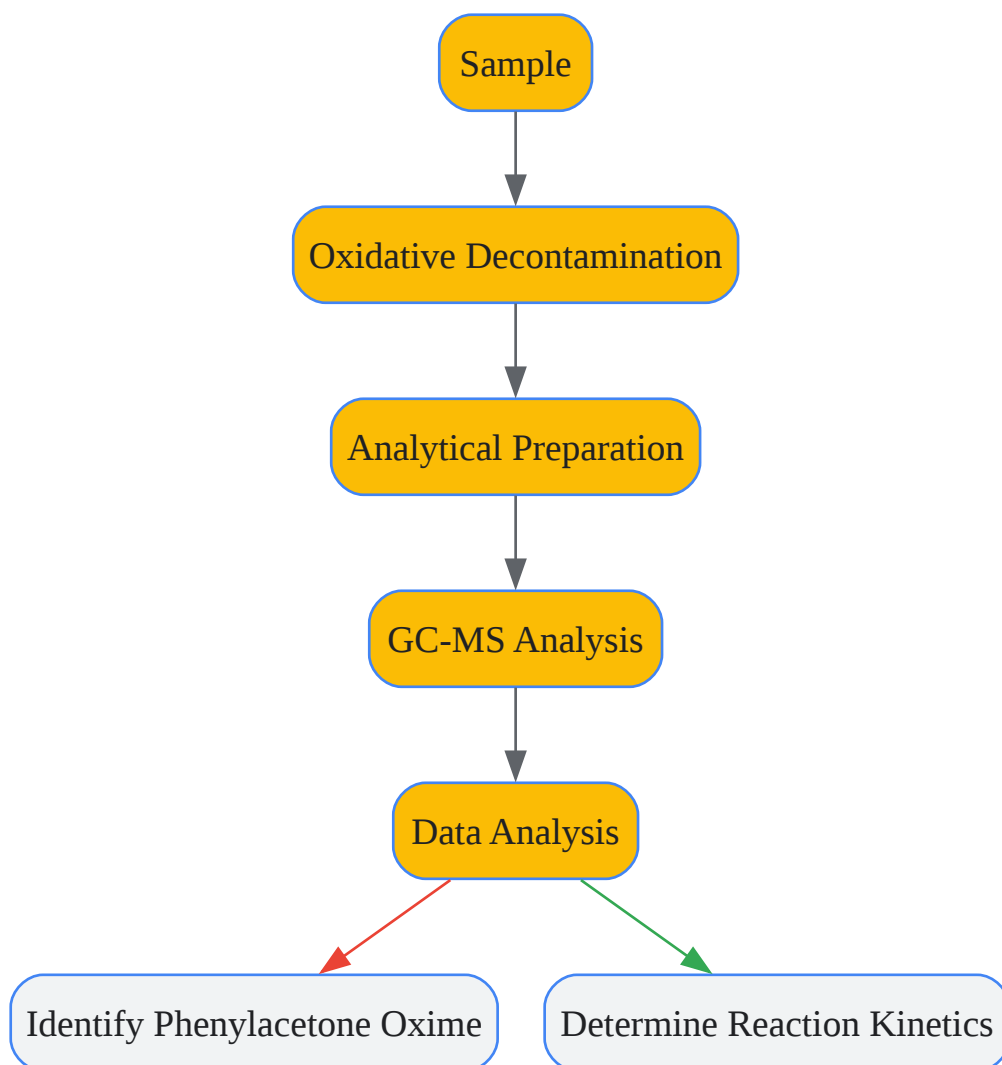 Sample
Oxidative Decontamination
Analytical Preparation
GC-MS Analysis
Data Analysis
Identify Phenylacetone Oxime
Determine Reaction Kinetics